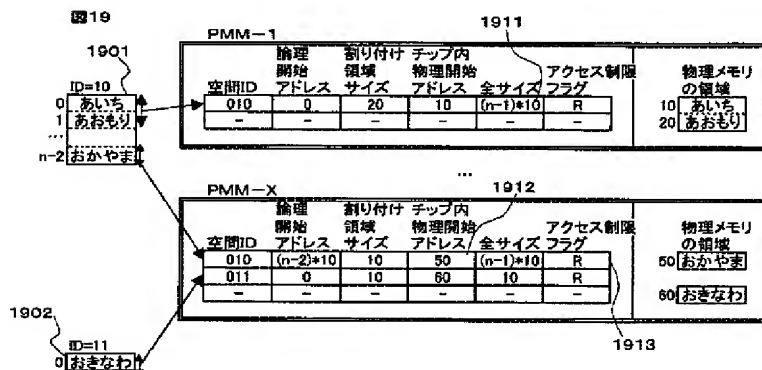 図19
1901
ID=10
0 あいち
1 あおもり
…
n-2 おかやま
PMM-1
1911
論理 割り付け チップ内
開始 領域 物理開始 アクセス制限
空間ID アドレス サイズ アドレス 全サイズ フラグ
010 0 20 10 (n-1)*10 R
- - - - - -
物理メモリ
の領域
10 あいち
20 あおもり
…
PMM-X
1912
論理 割り付け チップ内
開始 領域 物理開始 アクセス制限
空間ID アドレス サイズ アドレス 全サイズ フラグ
010 (n-2)*10 10 50 (n-1)*10 R
011 0 10 60 10 R
- - - - - -
物理メモリ
の領域
50 おかやま
60 おきなわ
1913
1902
ID=11
0 おきなわ